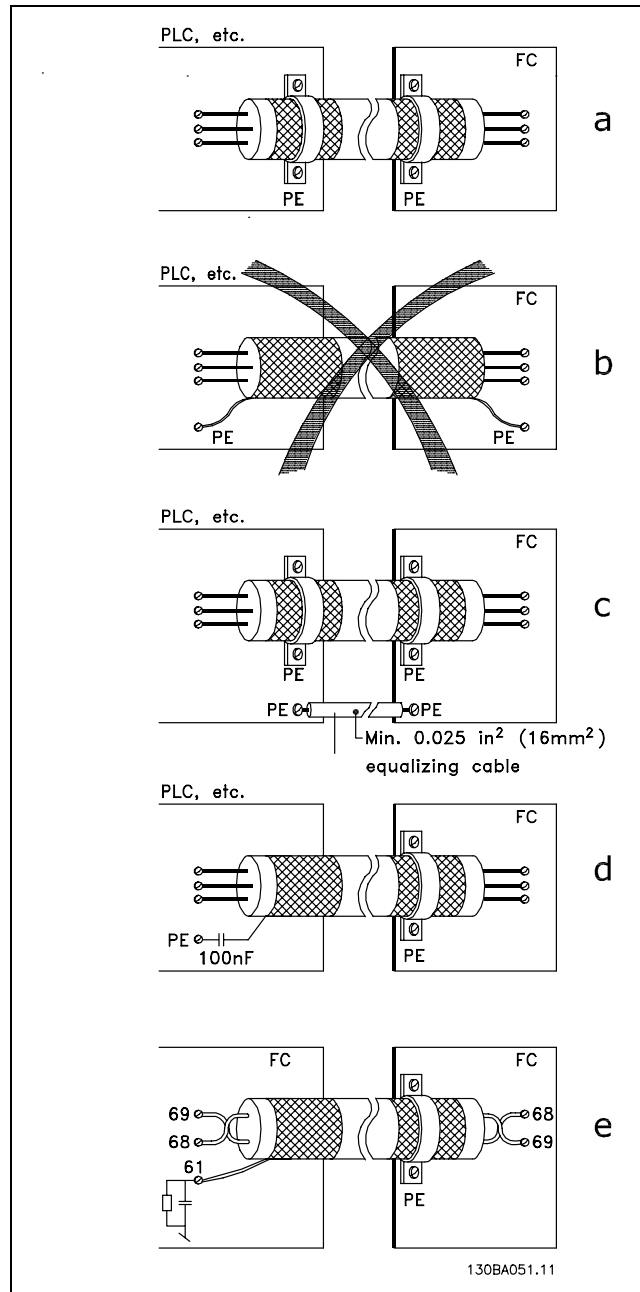 PLC, etc.
FC
PE
PE
a
PLC, etc.
FC
PE
PE
b
PLC, etc.
FC
PE
PE
c
PE
PE
Min. 0.025 in² (16mm²)
equalizing cable
PLC, etc.
FC
PE
100nF
PE
d
FC
FC
69
68
61
68
69
PE
e
130BA051.11